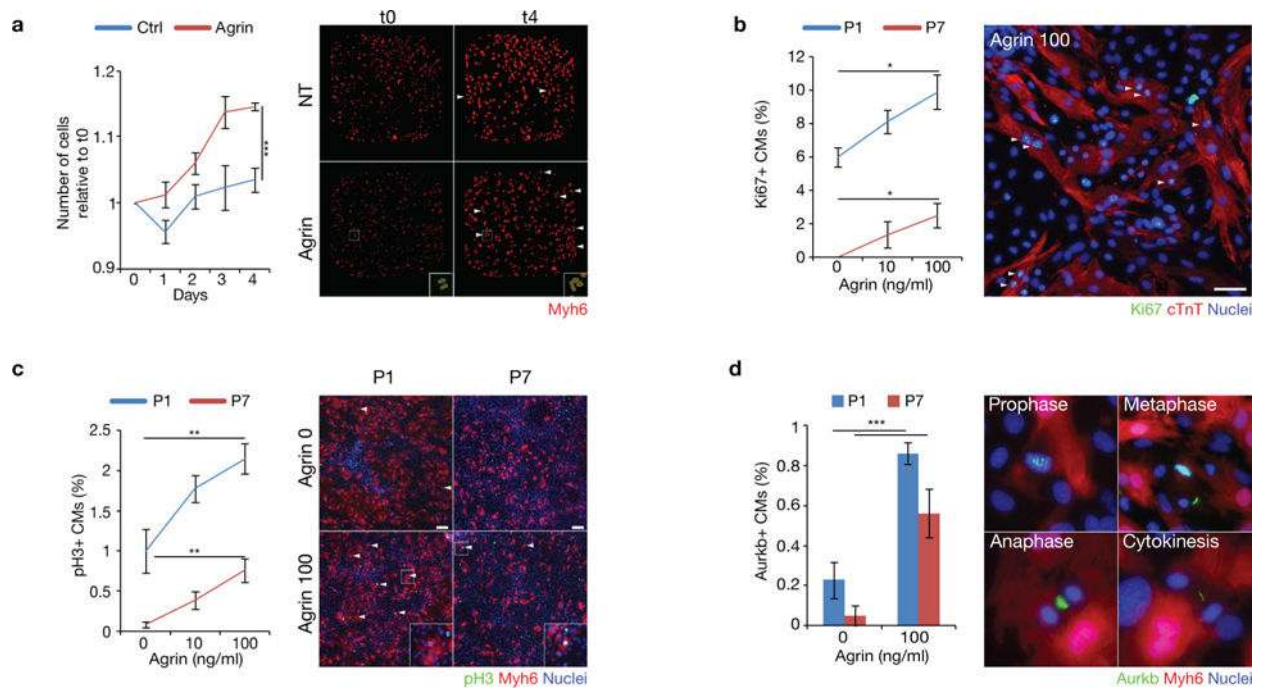 a
Ctrl Agrin
Number of cells
relative to t0
1.2
1.1
1
0.9
0 1 2 3 4
Days
***
t0 t4
NT
Agrin
Myh6
b
P1 P7
Ki67+ CMs (%)
12
10
8
6
4
2
0
*
*
0 10 100
Agrin (ng/ml)
Agrin 100
Ki67 cTnT Nuclei
c
P1 P7
pH3+ CMs (%)
2.5
2
1.5
1
0.5
0
**
**
0 10 100
Agrin (ng/ml)
P1 P7
Agrin 0
Agrin 100
pH3 Myh6 Nuclei
d
P1 P7
Aurkb+ CMs (%)
1
0.8
0.6
0.4
0.2
0
***
0 100
Agrin (ng/ml)
Prophase Metaphase
Anaphase Cytokinesis
Aurkb Myh6 Nuclei